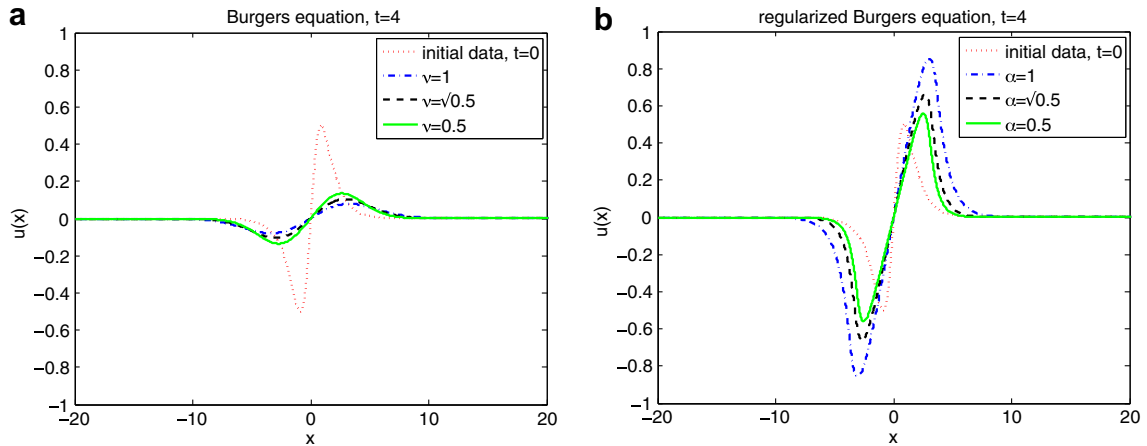 a
Burgers equation, t=4
1
0.8
0.6
0.4
0.2
0
−0.2
−0.4
−0.6
−0.8
−1
u(x)
−20
−10
0
10
20
x
initial data, t=0
ν=1
ν=√0.5
ν=0.5
b
regularized Burgers equation, t=4
1
0.8
0.6
0.4
0.2
0
−0.2
−0.4
−0.6
−0.8
−1
u(x)
−20
−10
0
10
20
x
initial data, t=0
α=1
α=√0.5
α=0.5